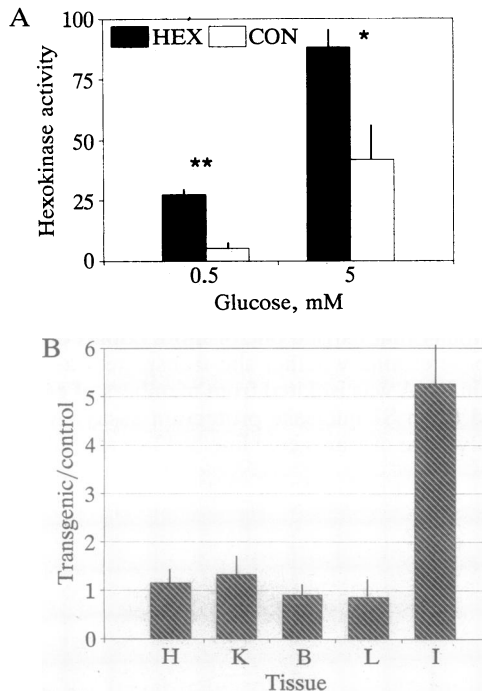 A
100
75
50
25
0
Hexokinase activity
HEX CON
**
*
0.5 5
Glucose, mM
B
6
5
4
3
2
1
0
Transgenic/control
H K B L I
Tissue